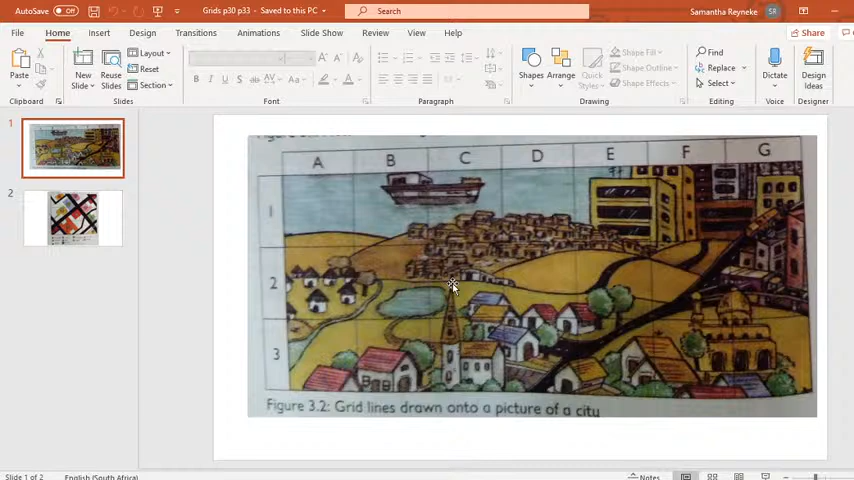 AutoSave Off Grids p30 p33 - Saved to this PC Search Samantha Reyneke SR
File Home Insert Design Transitions Animations Slide Show Review View Help Share
Paste New Slide Reuse Slides Layout Reset Section B I U S ab AV Aa A A Shapes Arrange Quick Styles Shape Fill Shape Outline Shape Effects Find Replace Select Dictate Design Ideas
Clipboard Slides Font Paragraph Drawing Editing Voice Designer
1
2
A B C D E F G
1
2
3
Figure 3.2: Grid lines drawn onto a picture of a city
Slide 1 of 2 English (South Africa) Notes